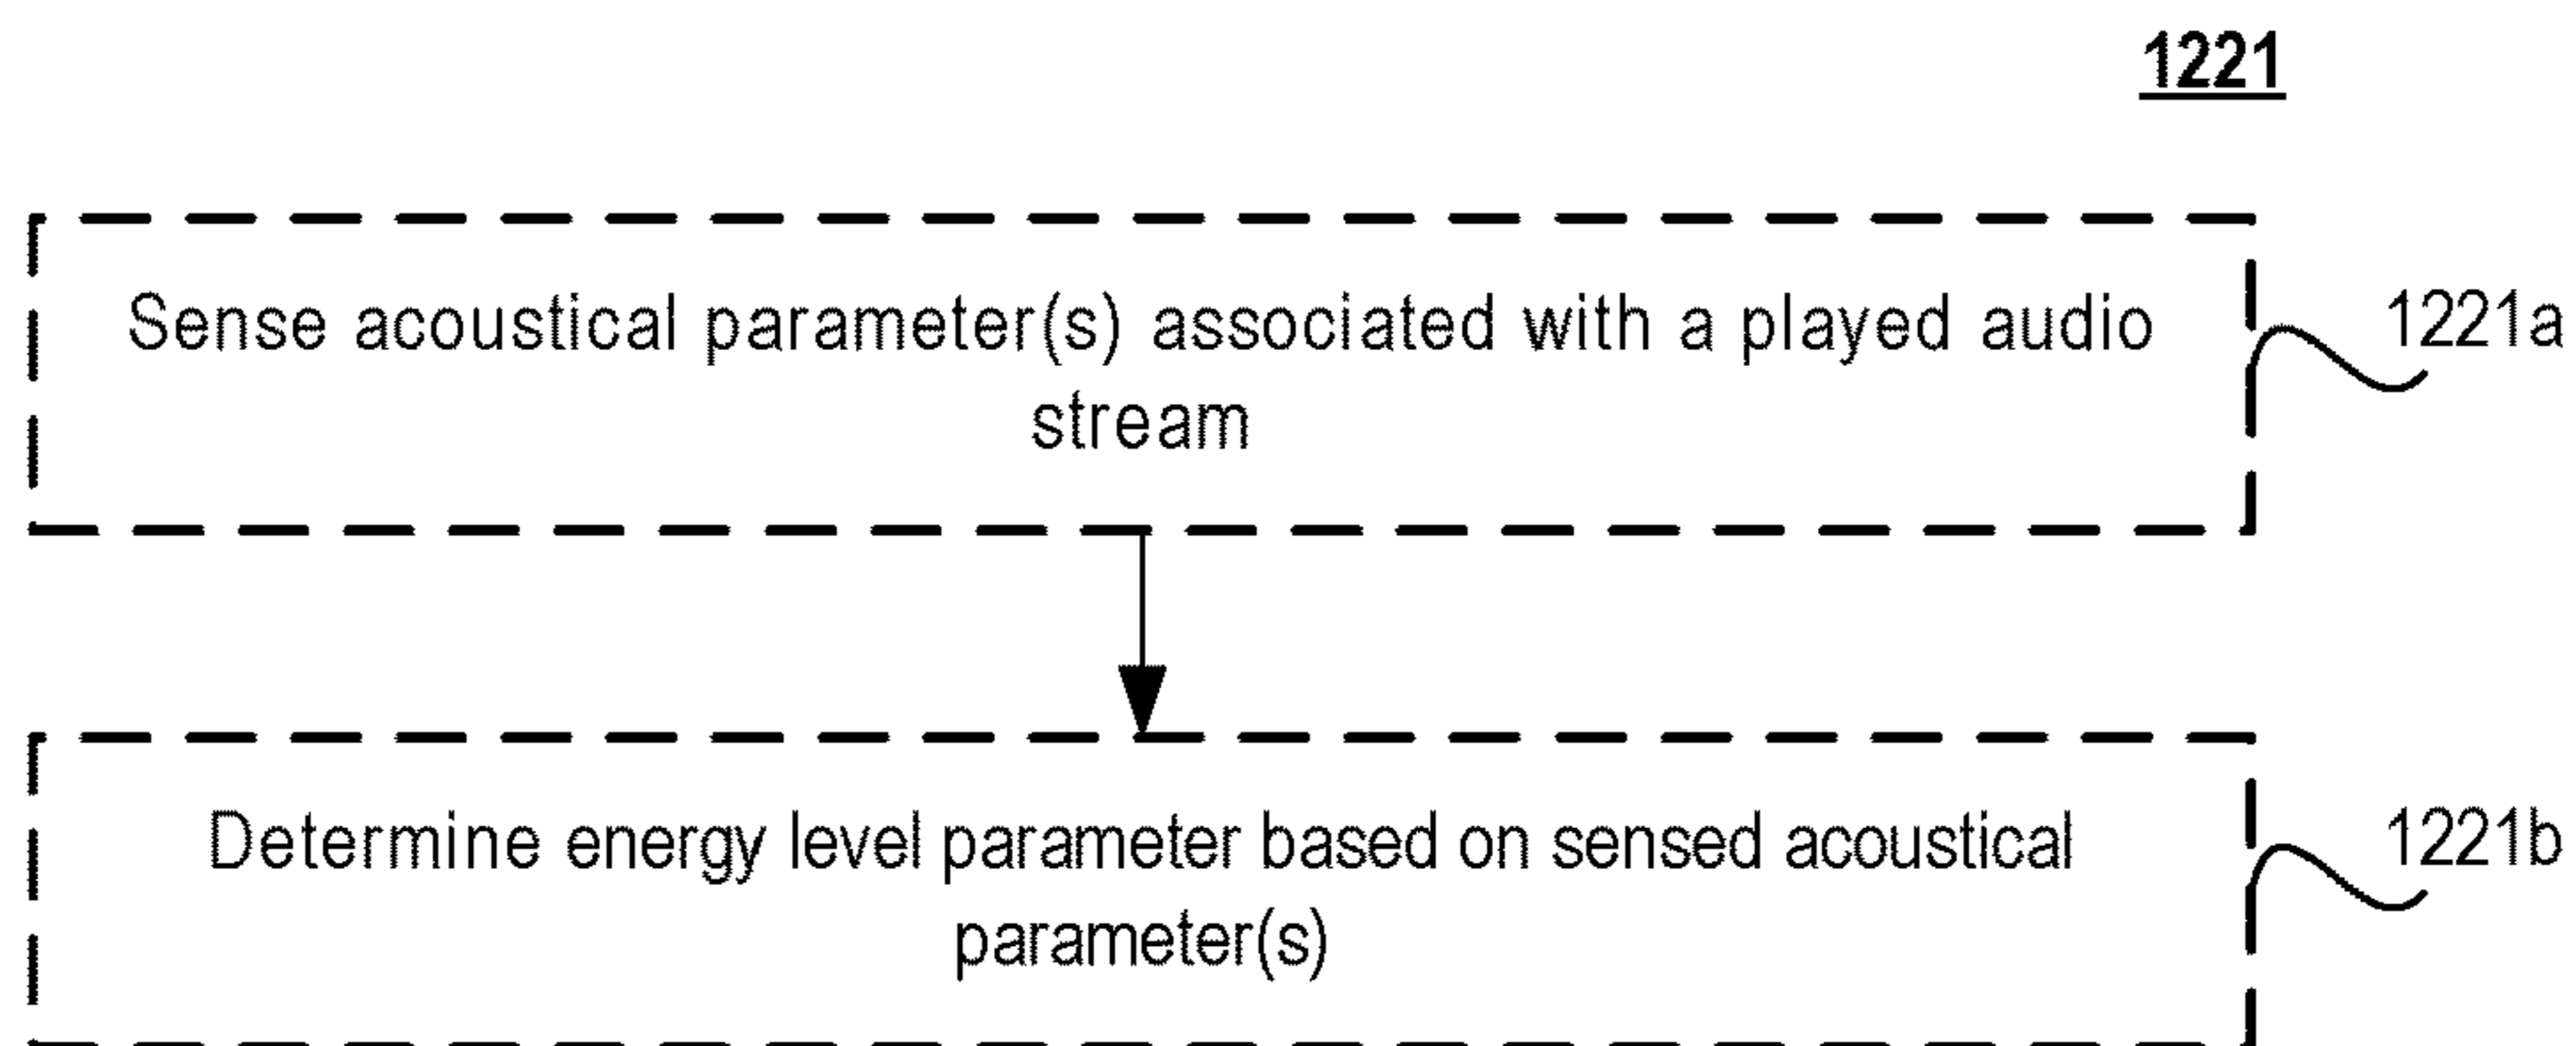 1221
Sense acoustical parameter(s) associated with a played audio
stream
1221a
Determine energy level parameter based on sensed acoustical
parameter(s)
1221b